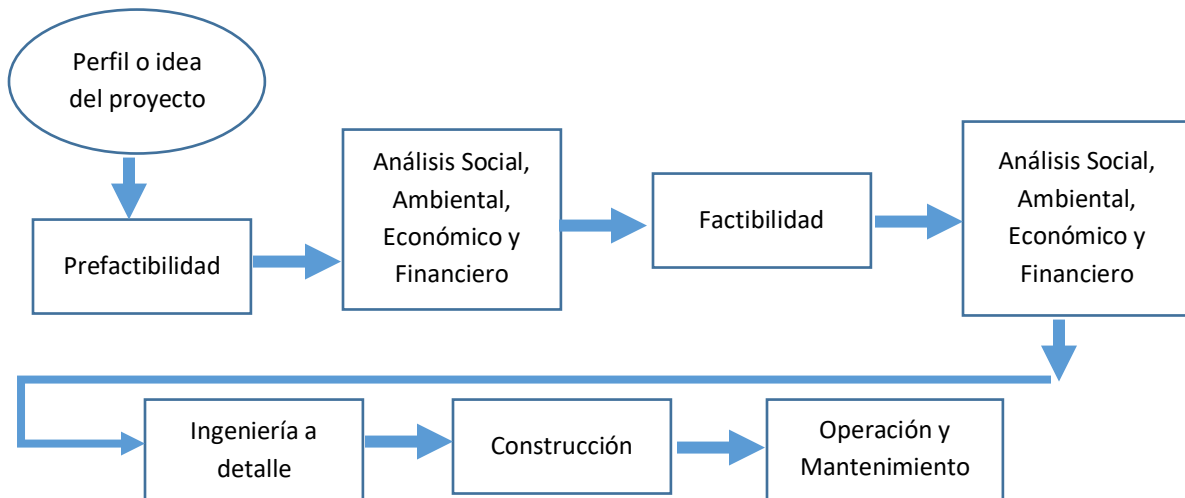 Perfil o idea
del proyecto
Prefactibilidad
Análisis Social,
Ambiental,
Económico y
Financiero
Factibilidad
Análisis Social,
Ambiental,
Económico y
Financiero
Ingeniería a
detalle
Construcción
Operación y
Mantenimiento